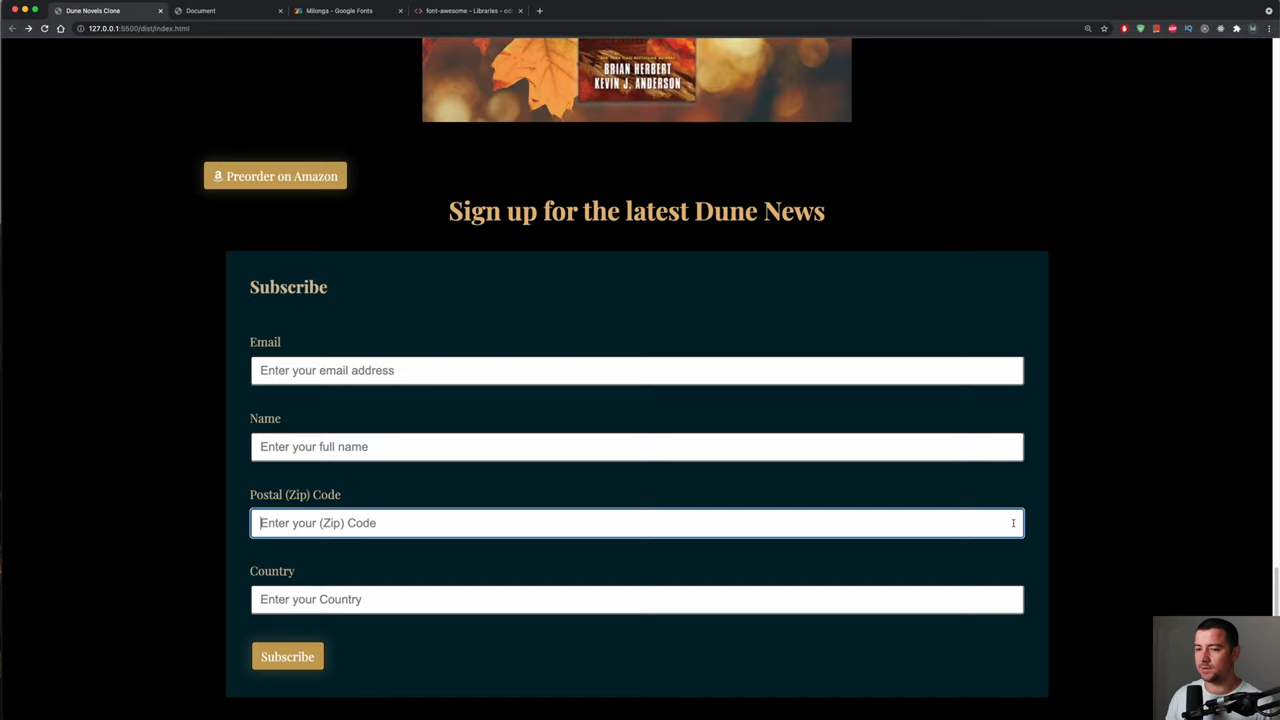 Dune Novels Clone
Document
Milonga - Google Fonts
font-awesome - Libraries - cd
127.0.0.1:5500/dist/index.html
BRIAN HERBERT
KEVIN J. ANDERSON
Preorder on Amazon
Sign up for the latest Dune News
Subscribe
Email
Enter your email address
Name
Enter your full name
Postal (Zip) Code
Enter your (Zip) Code
Country
Enter your Country
Subscribe